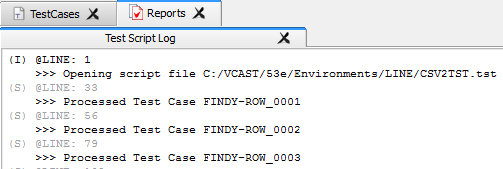 TestCases X Reports X
Test Script Log X
(I) @LINE: 1
>>> Opening script file C:/VCAST/53e/Environments/LINE/CSV2TST.tst
(S) @LINE: 33
>>> Processed Test Case FINDY-ROW_0001
(S) @LINE: 56
>>> Processed Test Case FINDY-ROW_0002
(S) @LINE: 79
>>> Processed Test Case FINDY-ROW_0003